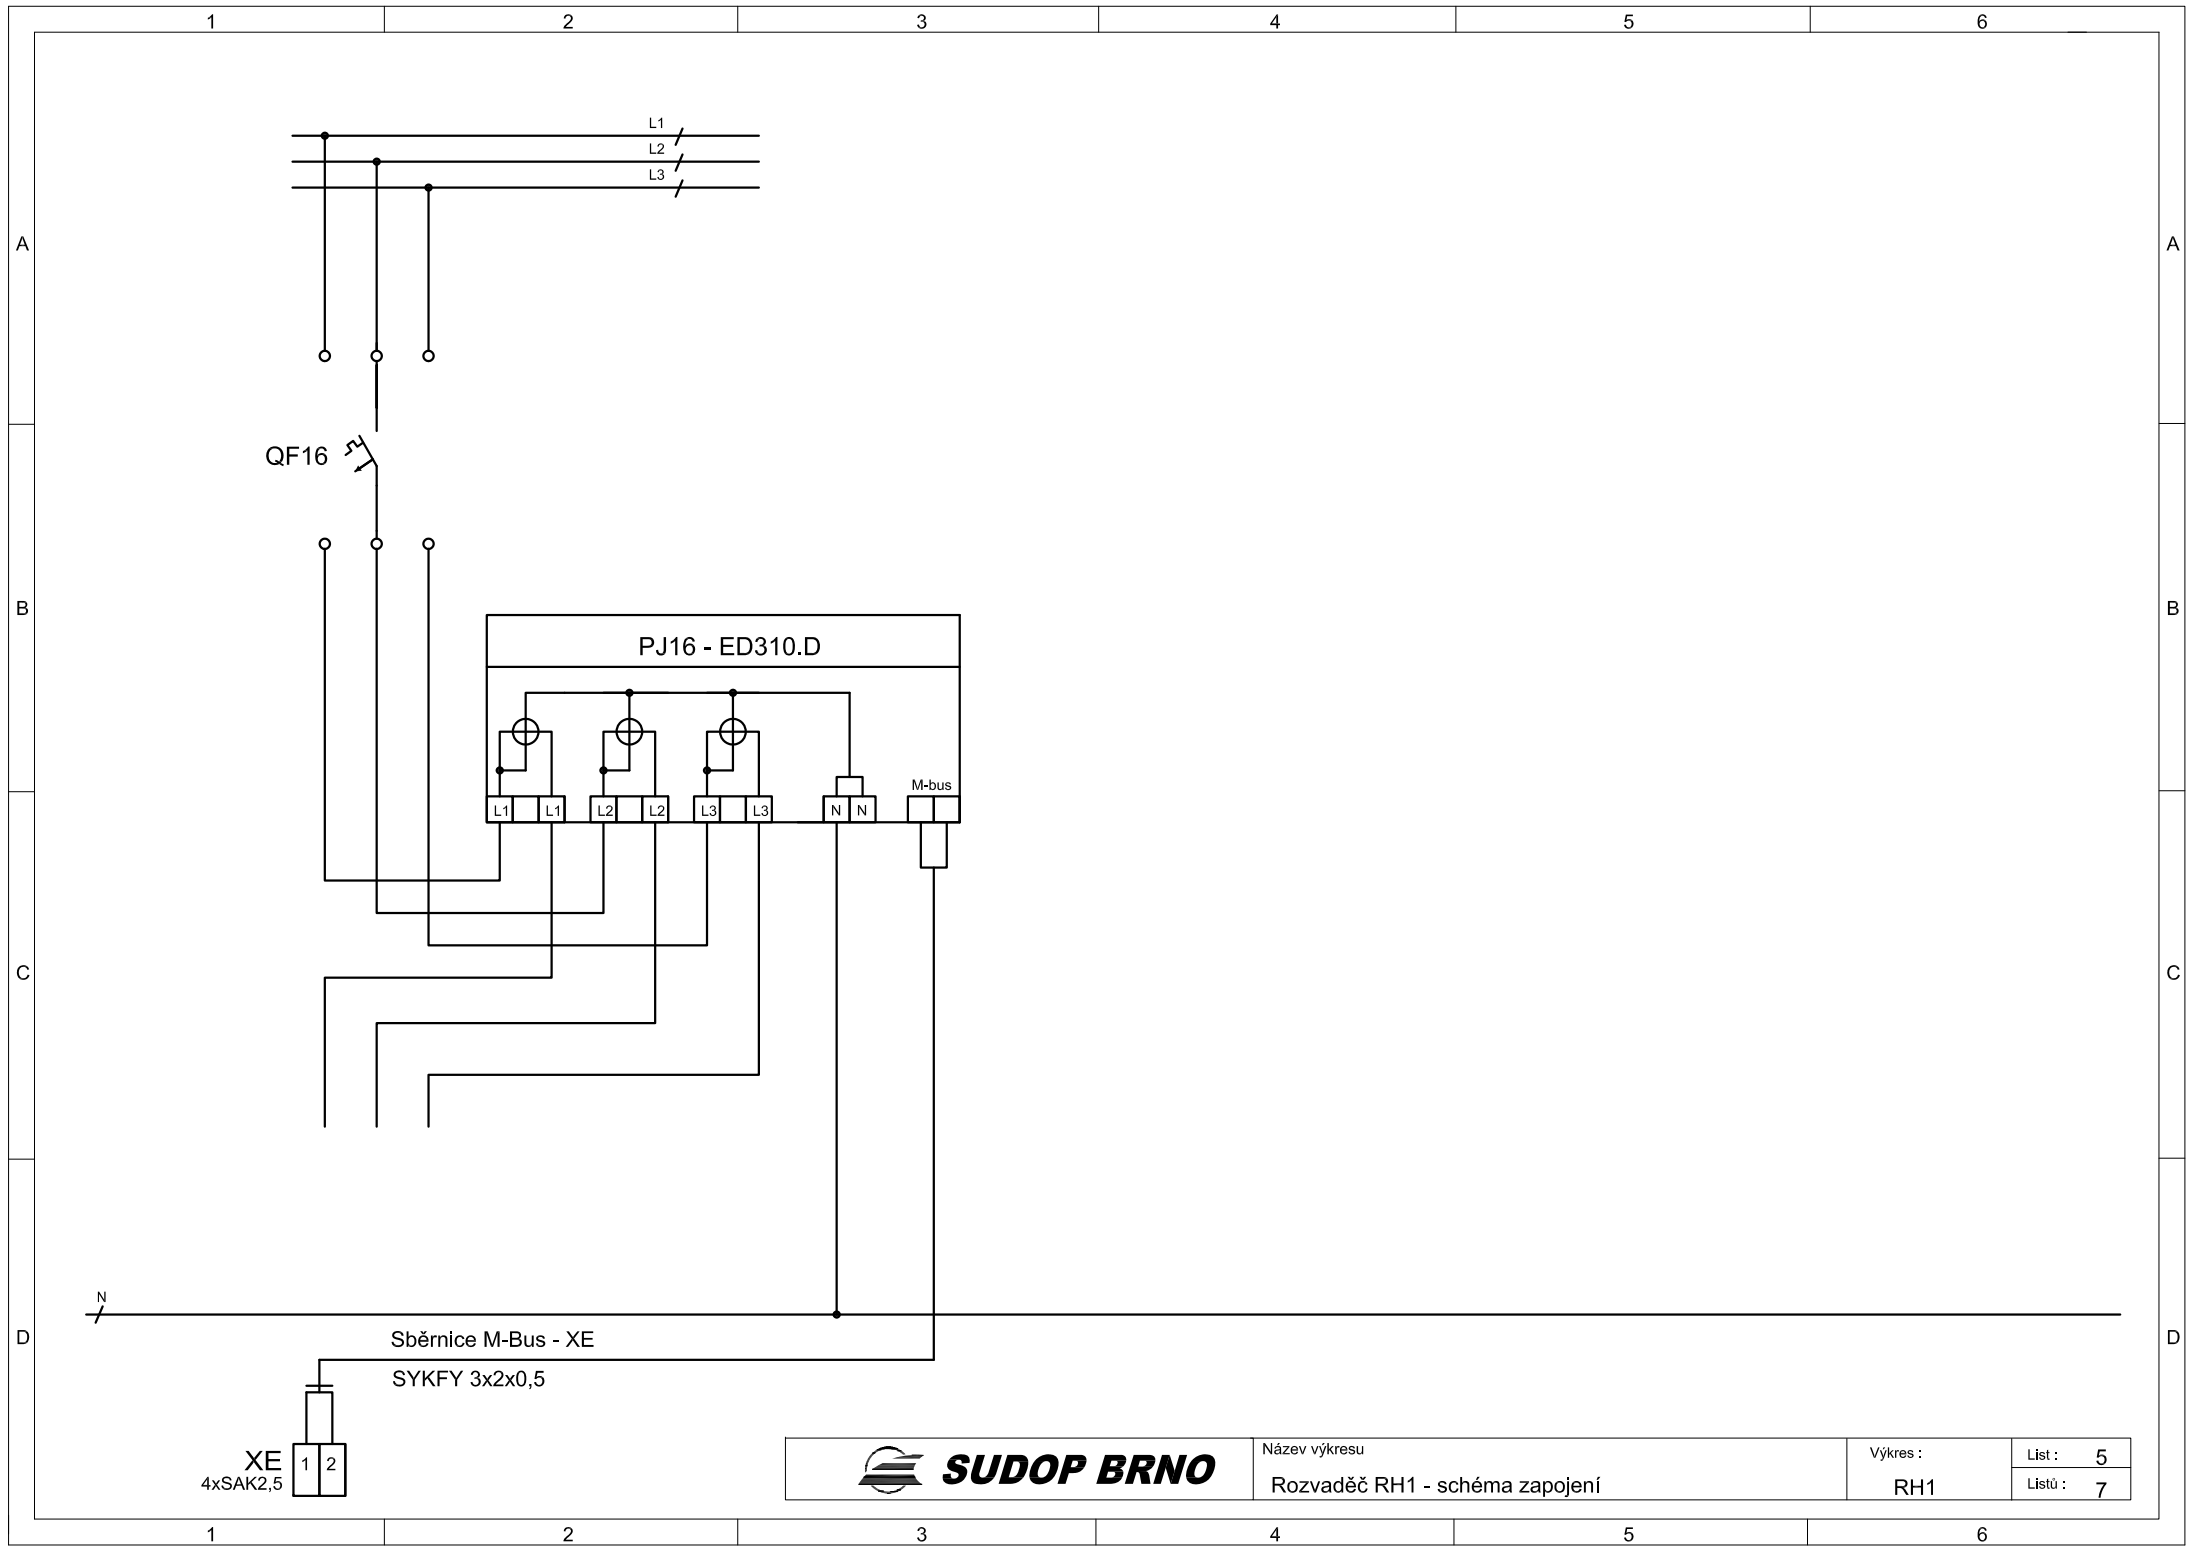 1 2 3 4 5 6
L1
L2
L3
A A
QF16
B B
PJ16 - ED310.D
M-bus
L1 L1 L2 L2 L3 L3 N N
C C
N
D D
Sběrnice M-Bus - XE
SYKFY 3x2x0,5
XE 1 2
4xSAK2,5
SUDOP BRNO
Název výkresu
Rozvaděč RH1 - schéma zapojení
Výkres :
RH1
List : 5
Listů : 7
1 2 3 4 5 6